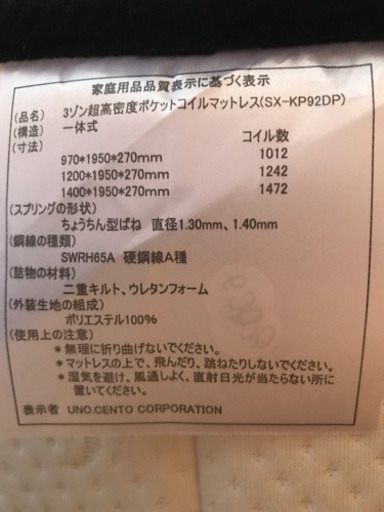 家庭用品品質表示に基づく表示
(品名) 3ゾン超高密度ポケットコイルマットレス(SX-KP92DP)
(構造) 一体式
(寸法) コイル数
970*1950*270mm 1012
1200*1950*270mm 1242
1400*1950*270mm 1472
(スプリングの形状)
ちょうちん型ばね 直径1.30mm、1.40mm
(鋼線の種類)
SWRH65A 硬鋼線A種
(詰物の材料)
二重キルト、ウレタンフォーム
(外装生地の組成)
ポリエステル100%
(使用上の注意)
*無理に折り曲げないでください。
*マットレスの上で、飛んだり、跳ねたりしないでください。
*湿気を避け、風通しよく、直射日光が当たらない所に
置いてください。
表示者 UNO.CENTO CORPORATION